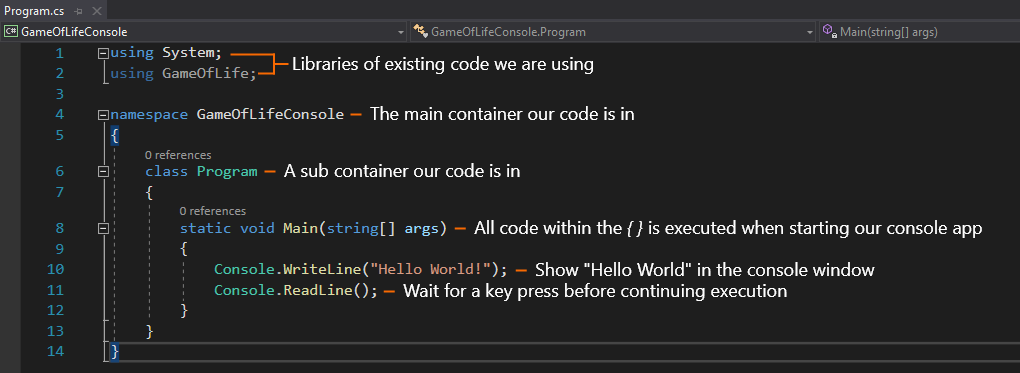 Program.cs
C# GameOfLifeConsole GameOfLifeConsole.Program Main(string[] args)
1 using System;
Libraries of existing code we are using
2 using GameOfLife;
3
4 namespace GameOfLifeConsole — The main container our code is in
5 {
0 references
6 class Program — A sub container our code is in
7 {
0 references
8 static void Main(string[] args) — All code within the { } is executed when starting our console app
9 {
10 Console.WriteLine("Hello World!"); — Show "Hello World" in the console window
11 Console.ReadLine(); — Wait for a key press before continuing execution
12 }
13 }
14 }